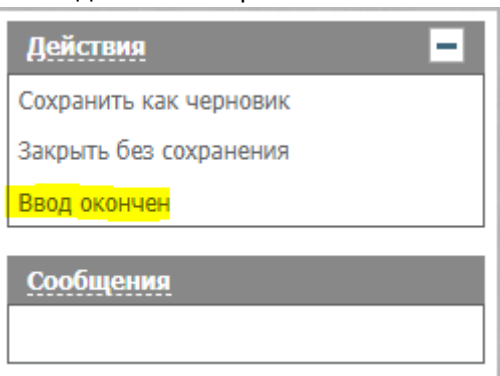 Действия
Сохранить как черновик
Закрыть без сохранения
Ввод окончен
Сообщения